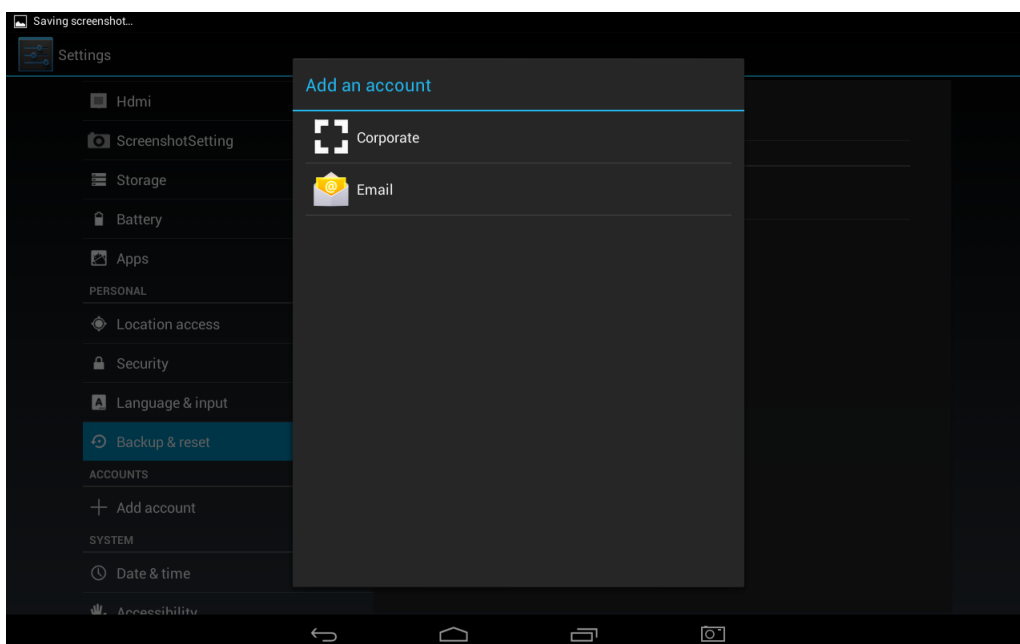 Saving screenshot...
Settings
Hdmi
ScreenshotSetting
Storage
Battery
Apps
PERSONAL
Location access
Security
Language & input
Backup & reset
ACCOUNTS
Add account
SYSTEM
Date & time
Accessibility
Add an account
Corporate
Email